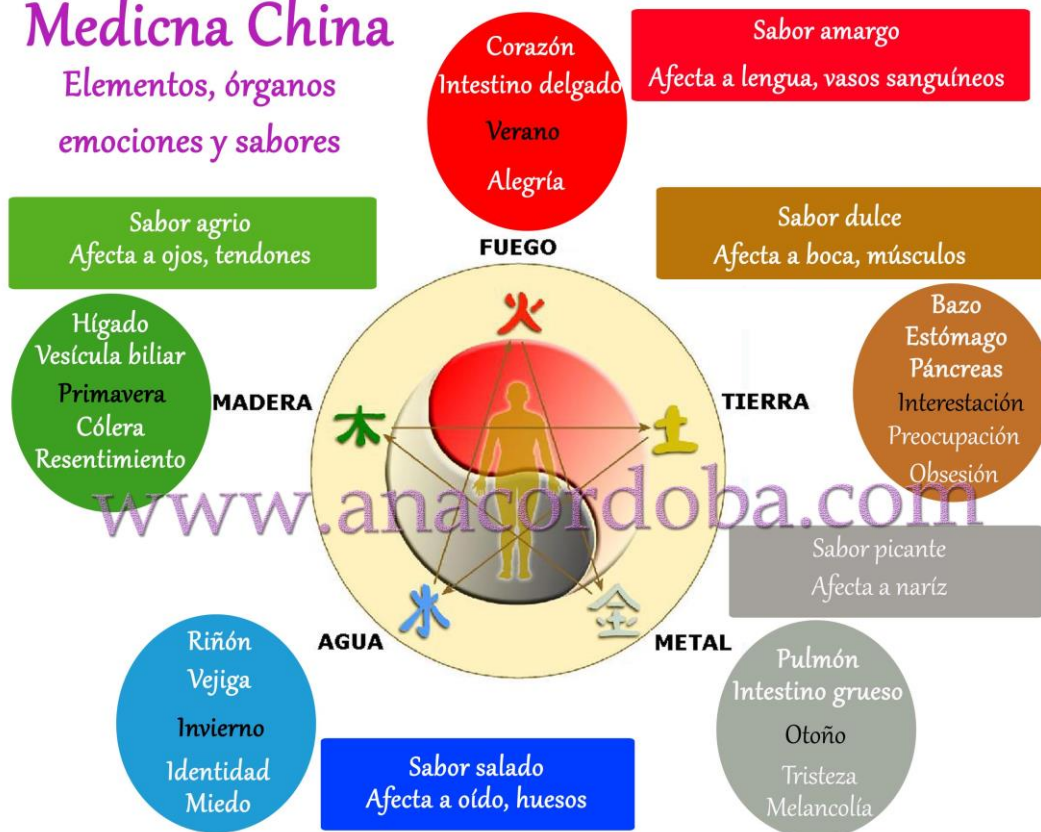 Medicna China
Elementos, órganos
emociones y sabores
Corazón
Intestino delgado
Verano
Alegría
Sabor amargo
Afecta a lengua, vasos sanguíneos
Sabor agrio
Afecta a ojos, tendones
FUEGO
Sabor dulce
Afecta a boca, músculos
Hígado
Vesícula biliar
Primavera
Cólera
Resentimiento
MADERA
火
木
土
TIERRA
Bazo
Estómago
Páncreas
Interestación
Preocupación
Obsesión
www.anacordoba.com
Sabor picante
Afecta a naríz
水
金
AGUA
METAL
Riñón
Vejiga
Invierno
Identidad
Miedo
Sabor salado
Afecta a oído, huesos
Pulmón
Intestino grueso
Otoño
Tristeza
Melancolía